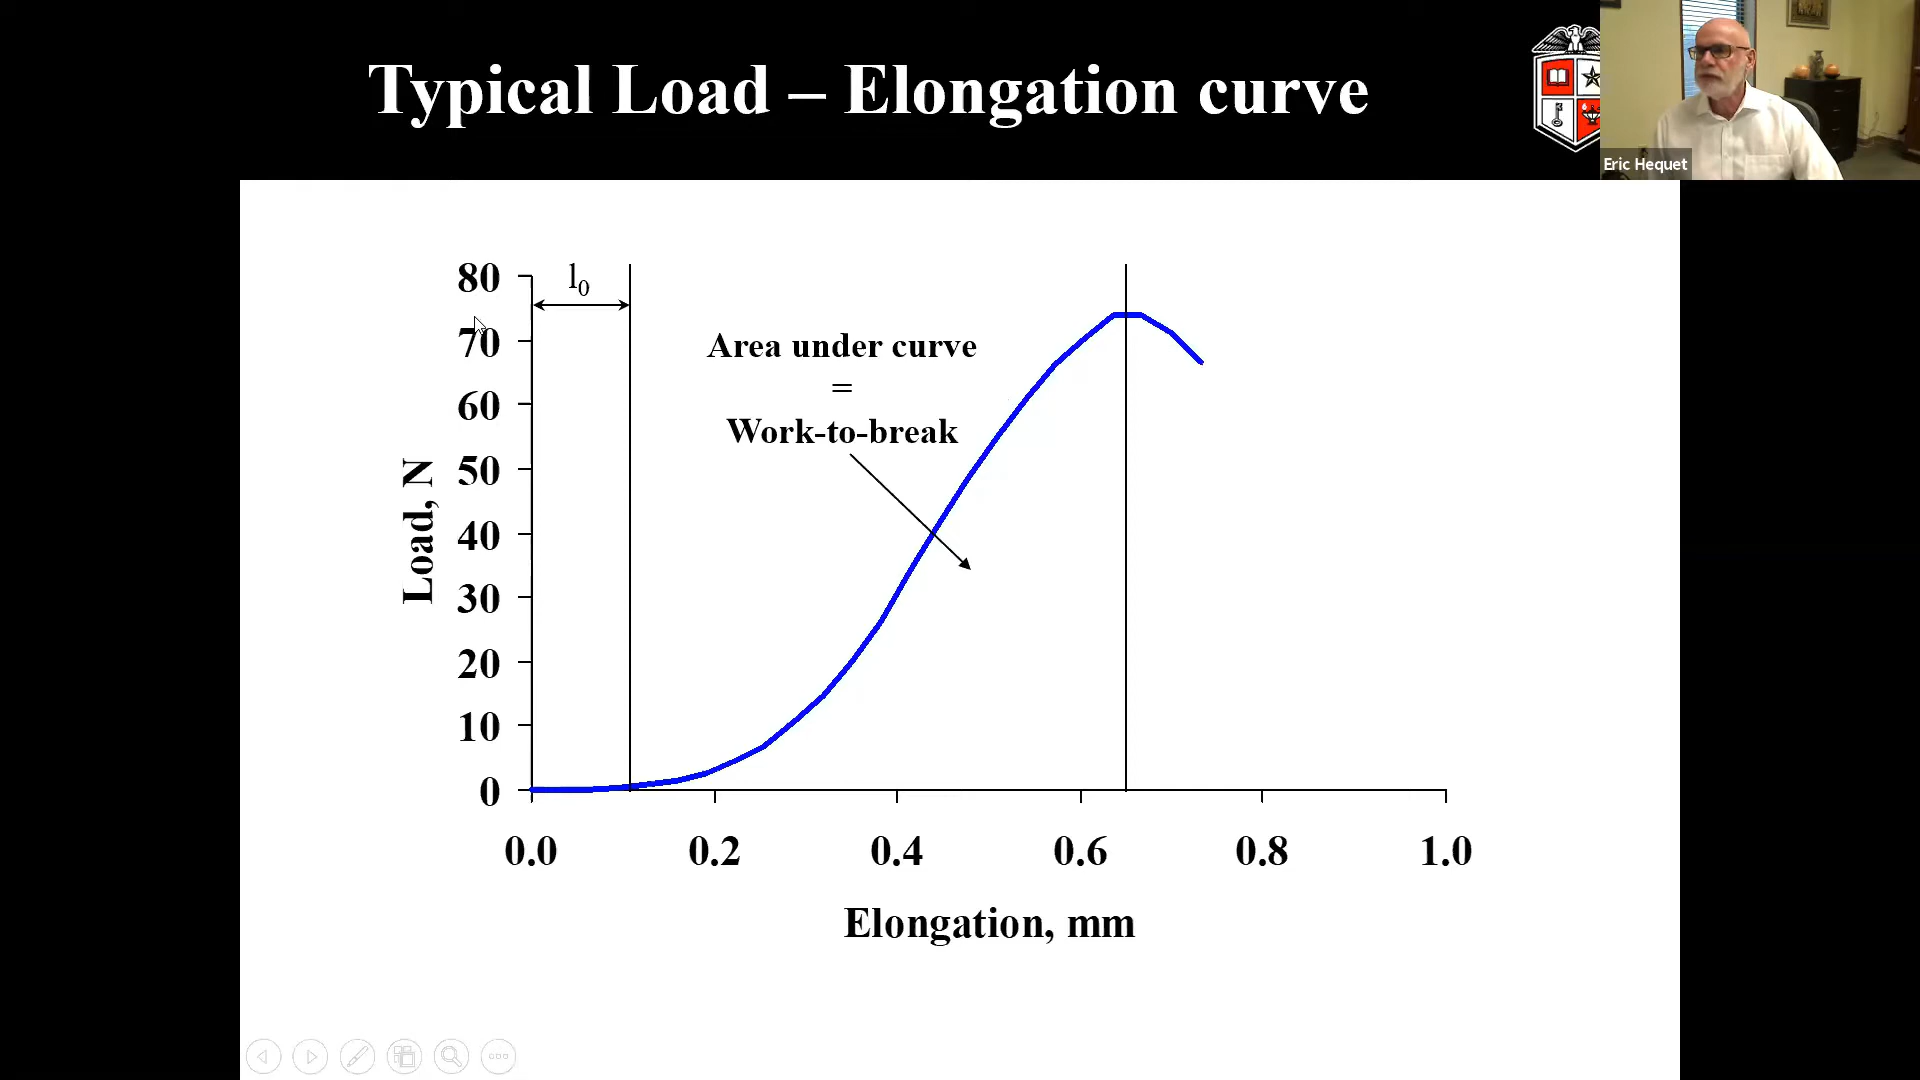 Typical Load – Elongation curve
Eric Hequet
l0
Area under curve
=
Work-to-break
Load, N
80
70
60
50
40
30
20
10
0
0.0 0.2 0.4 0.6 0.8 1.0
Elongation, mm